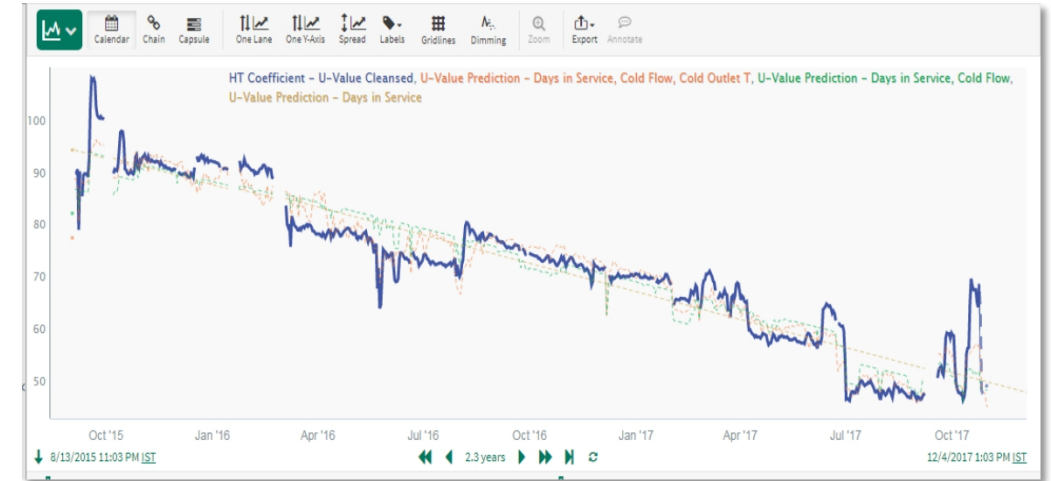 Calendar Chain Capsule One Lane One Y-Axis Spread Labels Gridlines Dimming Zoom Export Annotate
HT Coefficient - U-Value Cleansed, U-Value Prediction - Days in Service, Cold Flow, Cold Outlet T, U-Value Prediction - Days in Service, Cold Flow,
U-Value Prediction - Days in Service
100
90
80
70
60
50
Oct '15 Jan '16 Apr '16 Jul '16 Oct '16 Jan '17 Apr '17 Jul '17 Oct '17
8/13/2015 11:03 PM IST 2.3 years 12/4/2017 1:03 PM IST